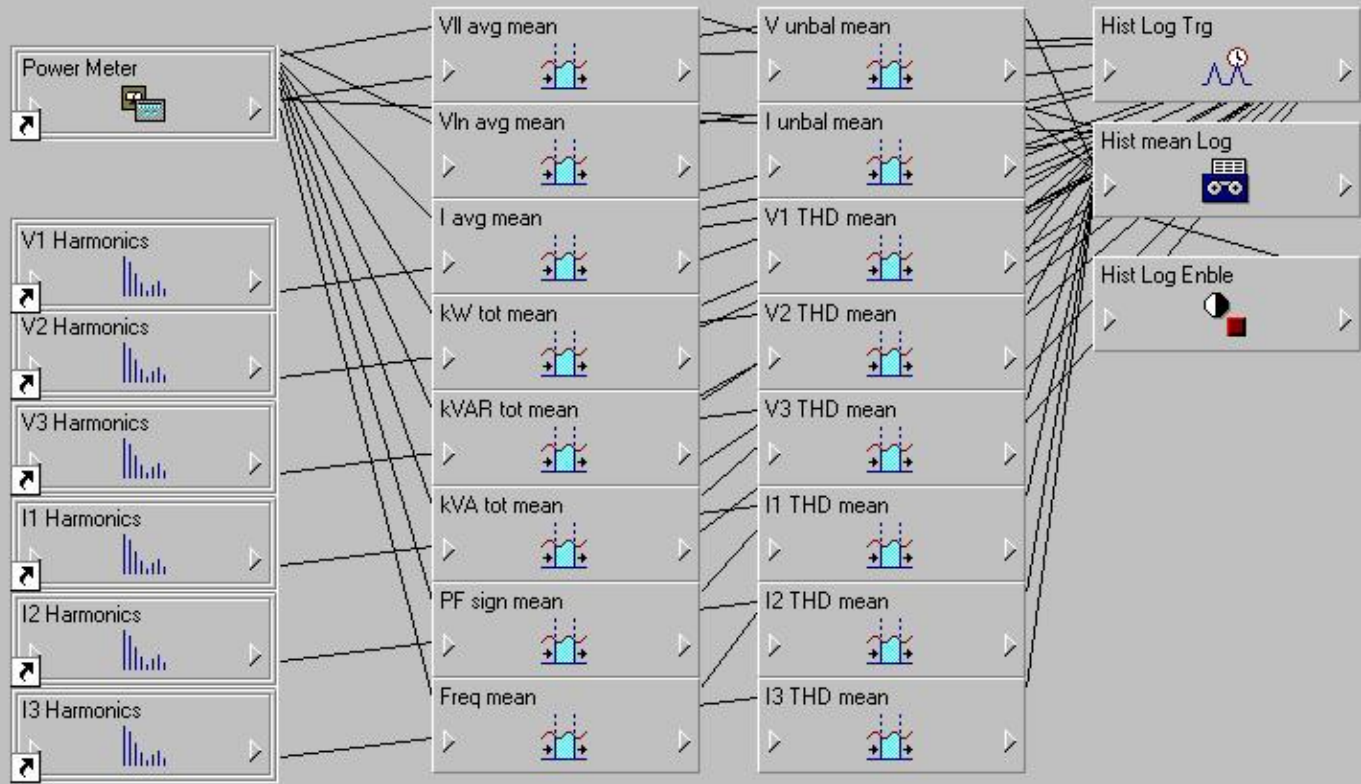 Power Meter
V1 Harmonics
V2 Harmonics
V3 Harmonics
I1 Harmonics
I2 Harmonics
I3 Harmonics
Vll avg mean
Vln avg mean
I avg mean
kW tot mean
kVAR tot mean
kVA tot mean
PF sign mean
Freq mean
V unbal mean
I unbal mean
V1 THD mean
V2 THD mean
V3 THD mean
I1 THD mean
I2 THD mean
I3 THD mean
Hist Log Trg
Hist mean Log
Hist Log Enble